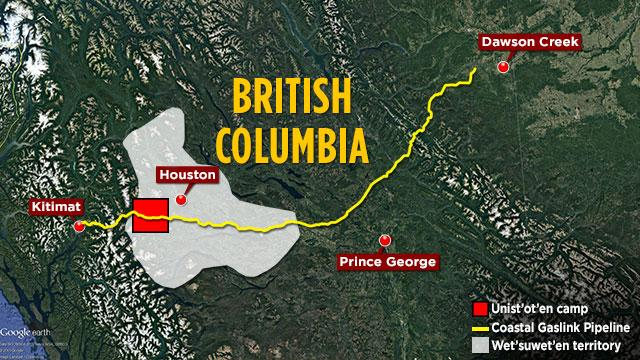 Dawson Creek
BRITISH
COLUMBIA
Houston
Kitimat
Prince George
Unist'ot'en camp
Coastal Gaslink Pipeline
Wet'suwet'en territory
Google earth